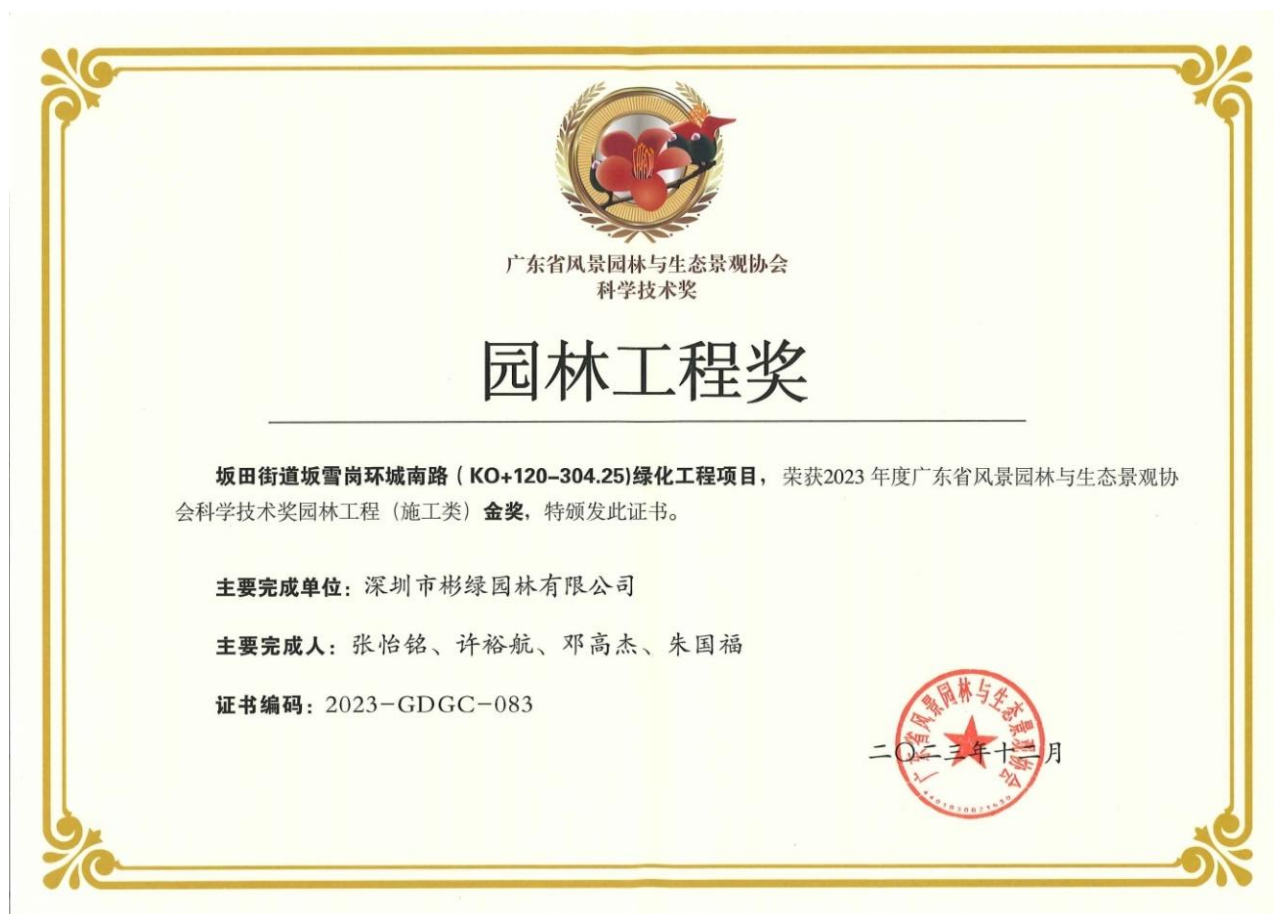 广东省风景园林与生态景观协会
科学技术奖
园林工程奖
坂田街道坂雪岗环城南路（KO+120-304.25)绿化工程项目，荣获2023 年度广东省风景园林与生态景观协
会科学技术奖园林工程（施工类）金奖，特颁发此证书。
主要完成单位：深圳市彬绿园林有限公司
主要完成人：张怡铭、许裕航、邓高杰、朱国福
证书编码：2023-GDGC-083
广东省风景园林与生态景观协会
二〇二三年十二月